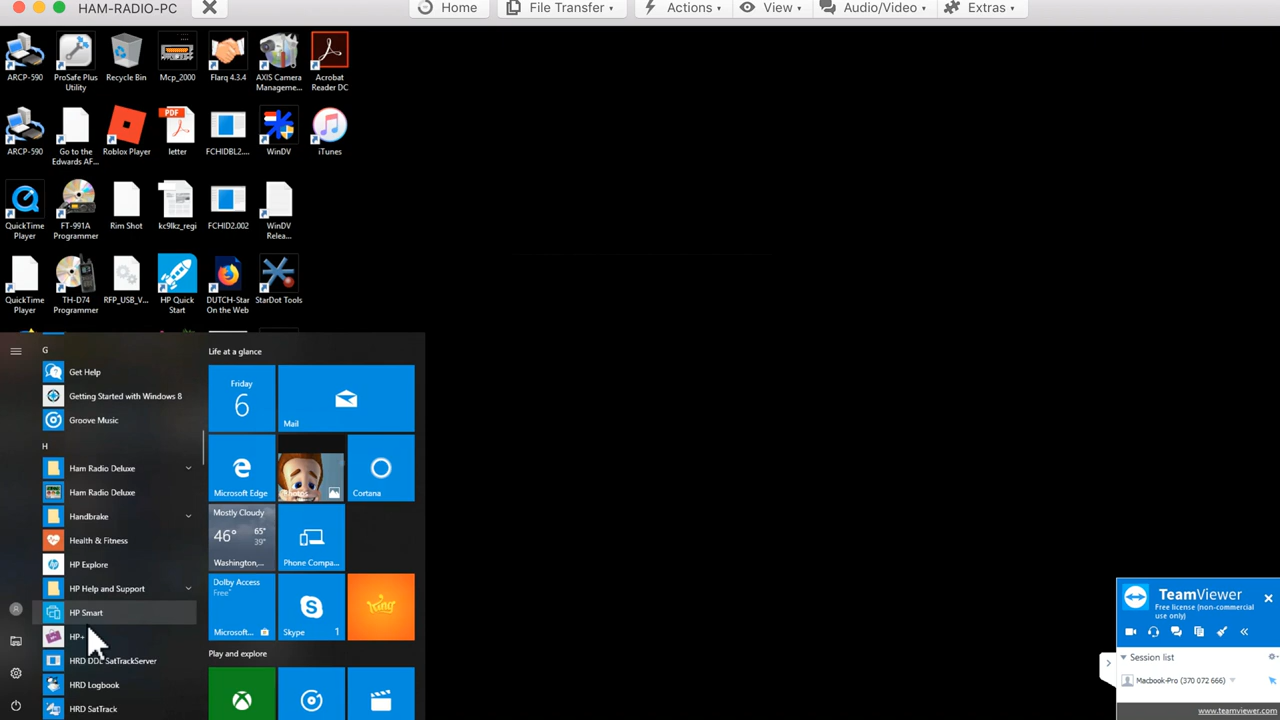 HAM-RADIO-PC
Home
File Transfer
Actions
View
Audio/Video
Extras
ARCP-590
ProSafe Plus
Utility
Recycle Bin
Mcp_2000
Flarq 4.3.4
AXIS Camera
Manageme...
Acrobat
Reader DC
PDF
ARCP-590
Go to the
Edwards AF...
Roblox Player
letter
FCHIDBL2....
WinDV
iTunes
QuickTime
Player
FT-991A
Programmer
Rim Shot
kc9lkz_regi
FCHID2.002
WinDV
Relea...
QuickTime
Player
TH-D74
Programmer
RFP_USB_V...
HP Quick
Start
DUTCH-Star
On the Web
StarDot Tools
G
Get Help
Getting Started with Windows 8
Groove Music
H
Ham Radio Deluxe
Ham Radio Deluxe
Handbrake
Health & Fitness
HP Explore
HP Help and Support
HP Smart
HP+
HRD DDE SatTrackServer
HRD Logbook
HRD SatTrack
Life at a glance
Friday
6
Mail
Microsoft Edge
Photos
Cortana
Mostly Cloudy
46°
65°
39°
Washington,...
Phone Compa...
Dolby Access
Free*
Microsoft...
Skype
1
King
Play and explore
TeamViewer
Free license (non-commercial
use only)
Session list
Macbook-Pro (370 072 666)
www.teamviewer.com